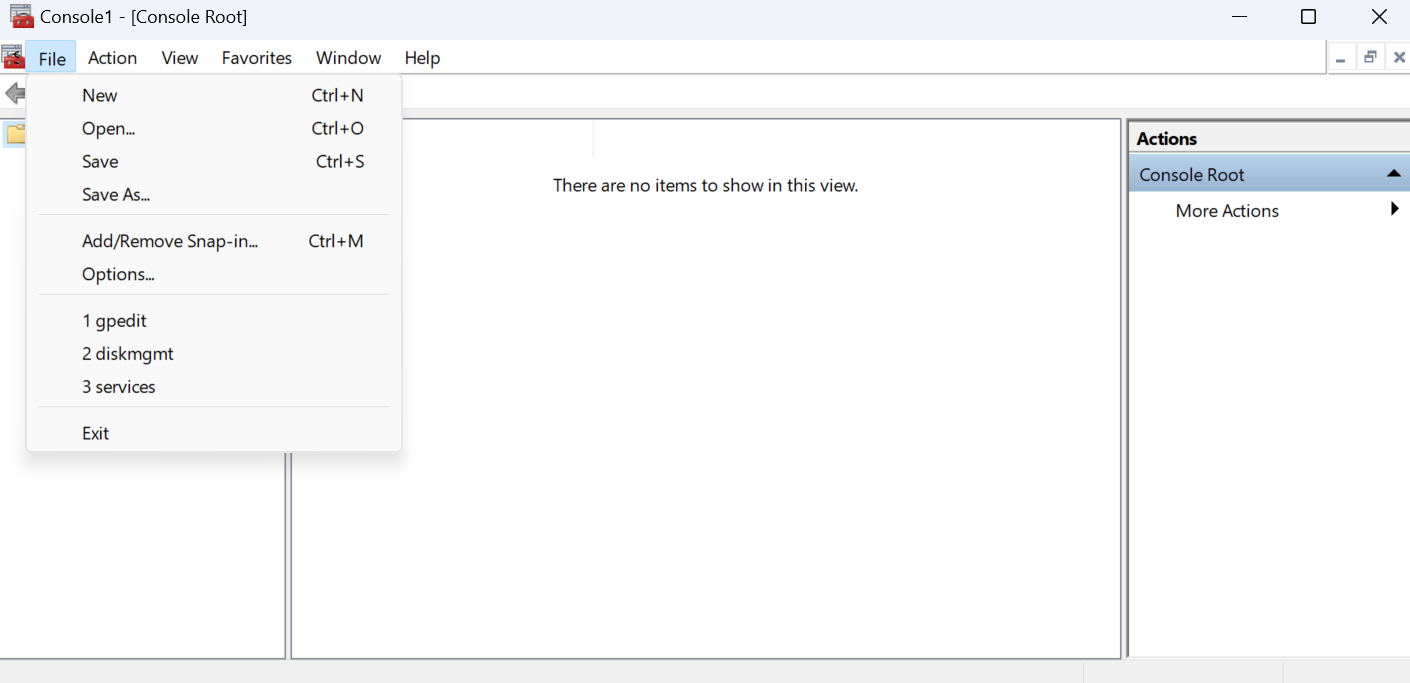 Console1 - [Console Root]
File Action View Favorites Window Help
New Ctrl+N
Open... Ctrl+O
Save Ctrl+S
Save As...
Add/Remove Snap-in... Ctrl+M
Options...
1 gpedit
2 diskmgmt
3 services
Exit
There are no items to show in this view.
Actions
Console Root
More Actions